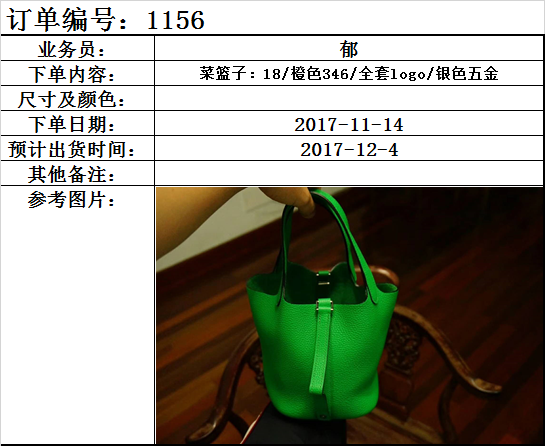 订单编号：1156
业务员： 郁
下单内容： 菜篮子：18/橙色346/全套logo/银色五金
尺寸及颜色：
下单日期： 2017-11-14
预计出货时间： 2017-12-4
其他备注：
参考图片：